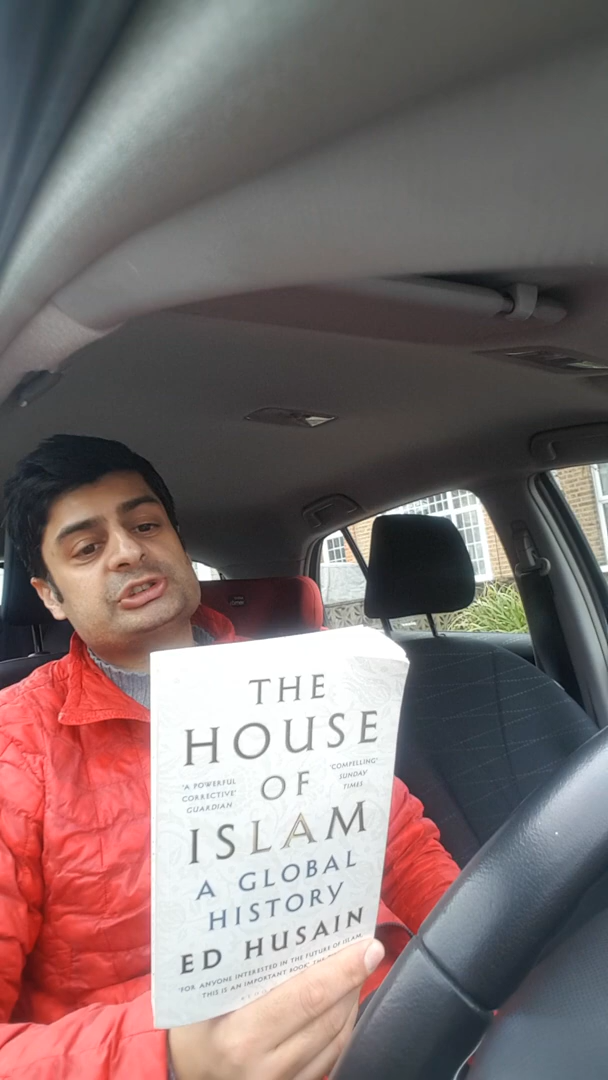 THE
HOUSE
'A POWERFUL
CORRECTIVE'
GUARDIAN
OF
'COMPELLING'
SUNDAY
TIMES
ISLAM
A GLOBAL
HISTORY
ED HUSAIN
'FOR ANYONE INTERESTED IN THE FUTURE OF ISLAM,
THIS IS AN IMPORTANT BOOK'